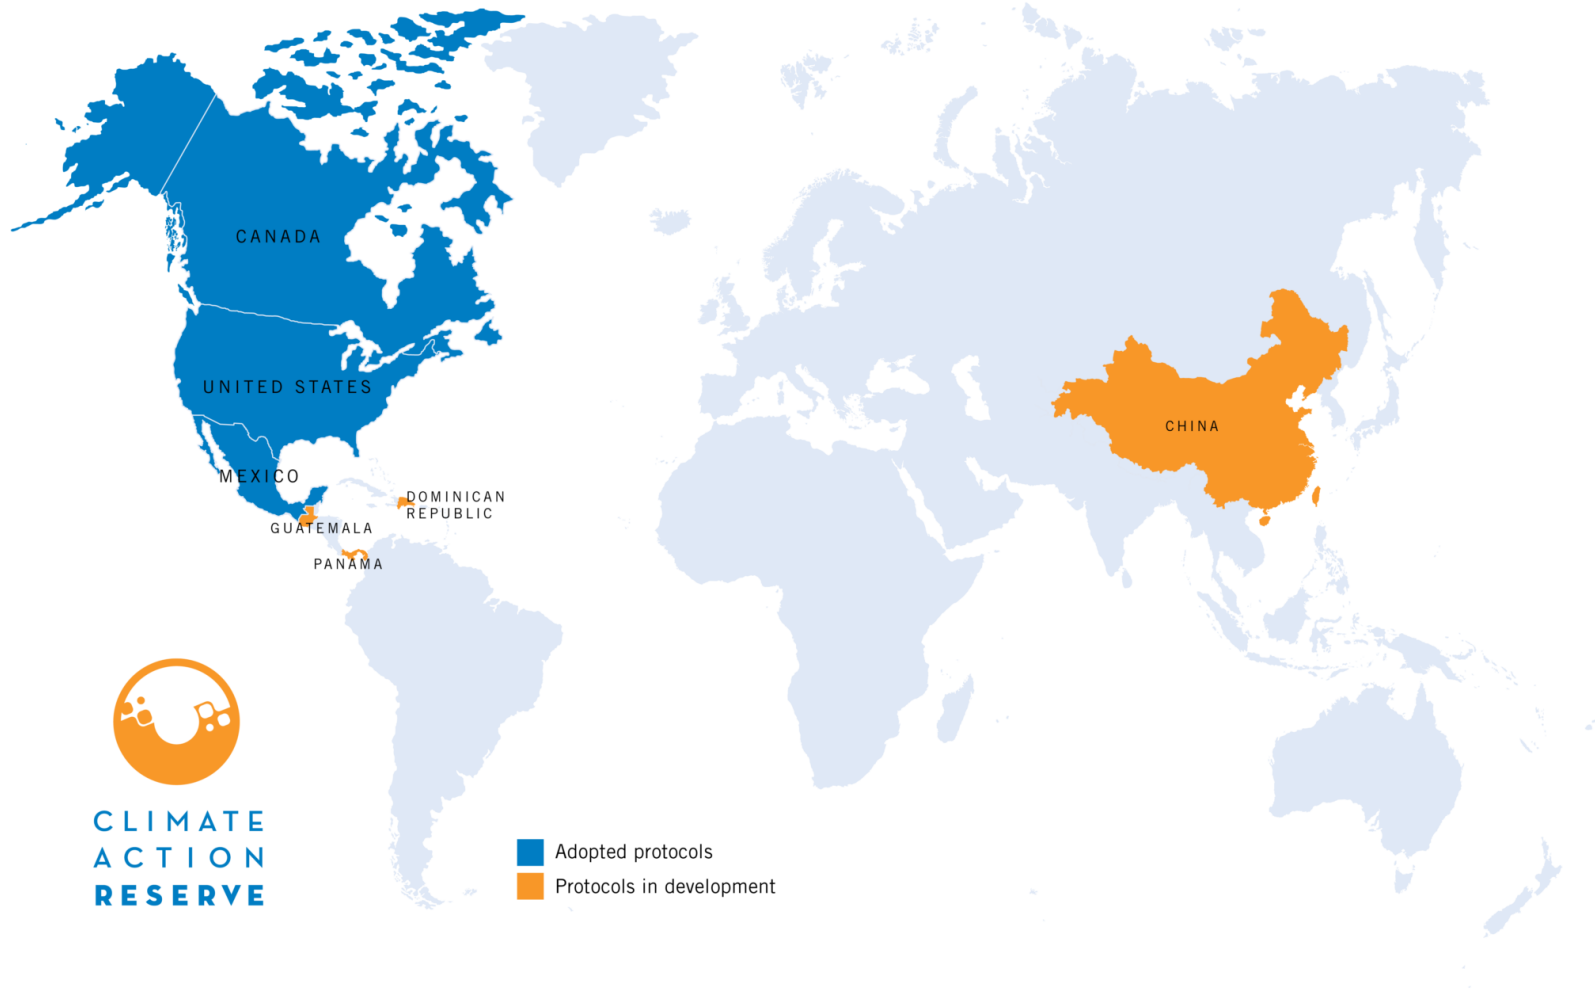 CANADA
UNITED STATES
MEXICO
DOMINICAN
REPUBLIC
GUATEMALA
PANAMA
CHINA
CLIMATE
ACTION
RESERVE
Adopted protocols
Protocols in development